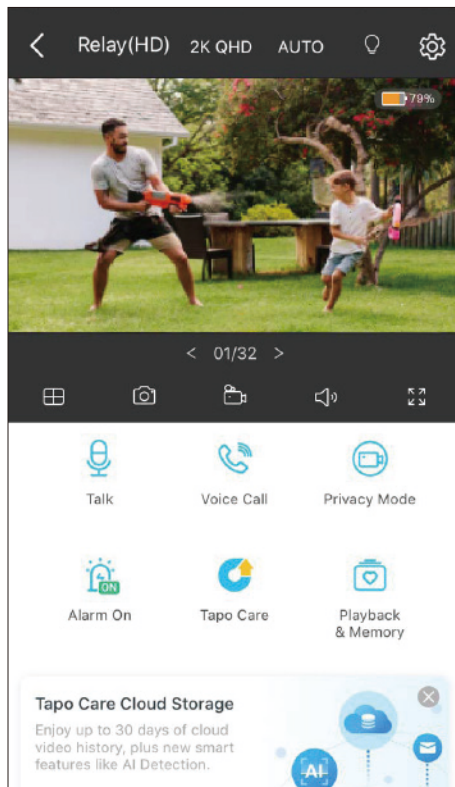 Relay(HD) 2K QHD AUTO
79%
< 01/32 >
Talk Voice Call Privacy Mode
ON
Alarm On Tapo Care Playback
& Memory
Tapo Care Cloud Storage
Enjoy up to 30 days of cloud
video history, plus new smart
features like AI Detection.
AI